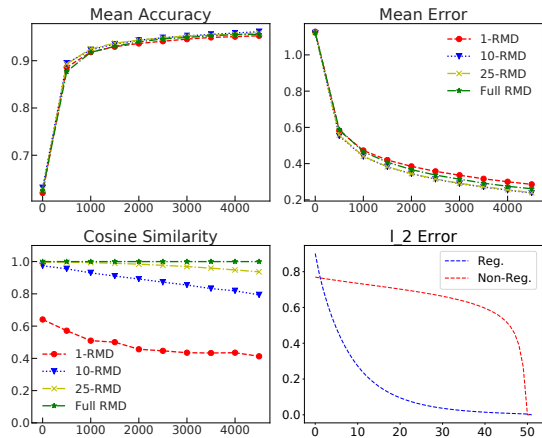 Mean Accuracy
0.9
0.8
0.7
0 1000 2000 3000 4000
Mean Error
1.2
1.0
0.8
0.6
0.4
0.2
0 1000 2000 3000 4000
1-RMD
10-RMD
25-RMD
Full RMD
Cosine Similarity
1.0
0.8
0.6
0.4
0.2
0.0
0 1000 2000 3000 4000
1-RMD
10-RMD
25-RMD
Full RMD
l_2 Error
0.8
0.6
0.4
0.2
0.0
0 10 20 30 40 50
Reg.
Non-Reg.